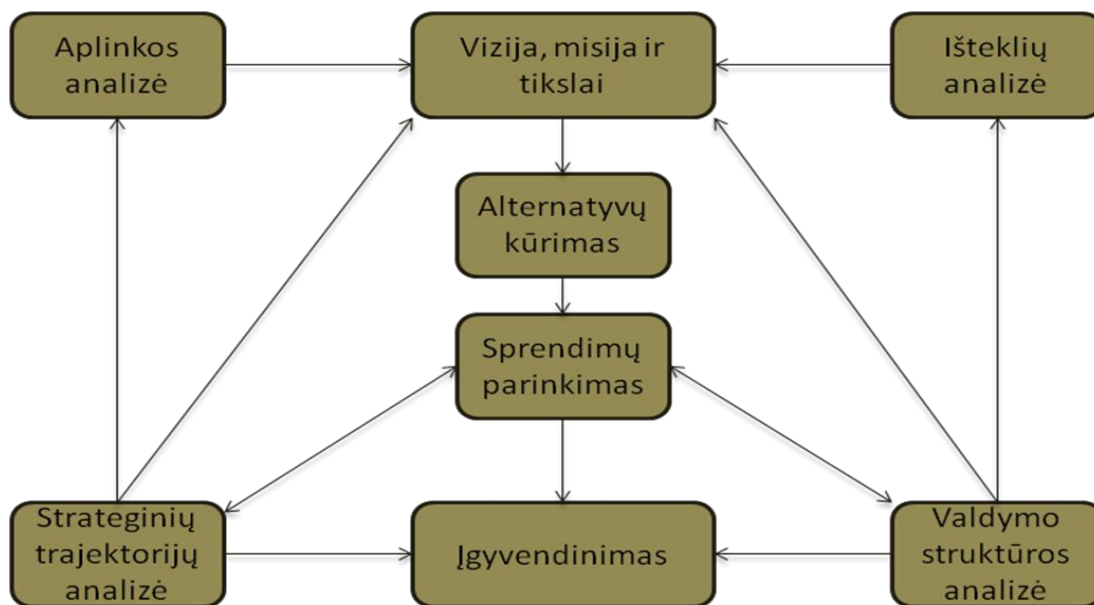 Aplinkos
analizė
Vizija, misija ir
tikslai
Išteklių
analizė
Alternatyvų
kūrimas
Sprendimų
parinkimas
Strateginių
trajektorijų
analizė
Įgyvendinimas
Valdymo
struktūros
analizė